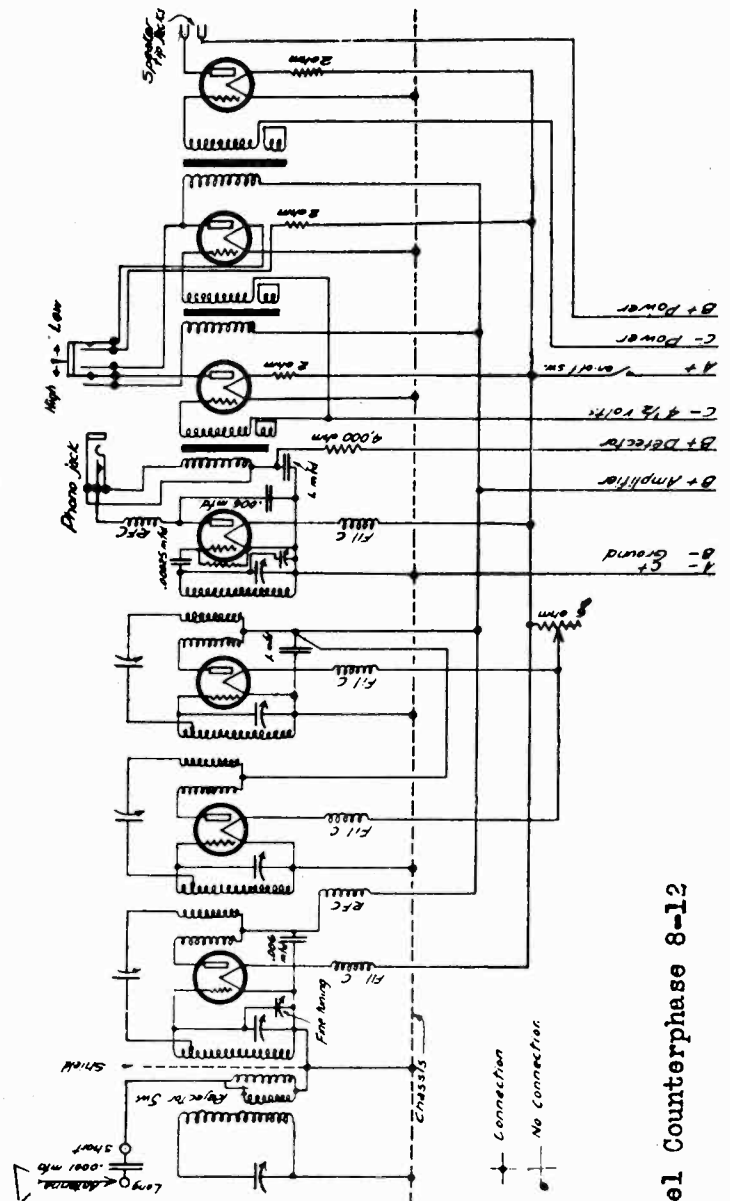 Speaker
tip Jacks
2 ohm
2 ohm
High ← → Low
2 ohm
Phono jack
RFC
.00025 mfd
.006 mfd
1 mfd
4,000 ohm
Fil C
B+ Power
C- Power
A+ on-off sw.
C- 4 1/2 volts
B+ Detector
B+ Amplifier
A- C+
B- Ground
1 mfd
Fil C
ohm
Fil C
RFC
.006
mfd
Fine tuning
Fil C
Shield
Rejector Sw.
Chassis
Short
.0001 mfd
Long
Antenna
Connection
No Connection
el Counterphase 8-12